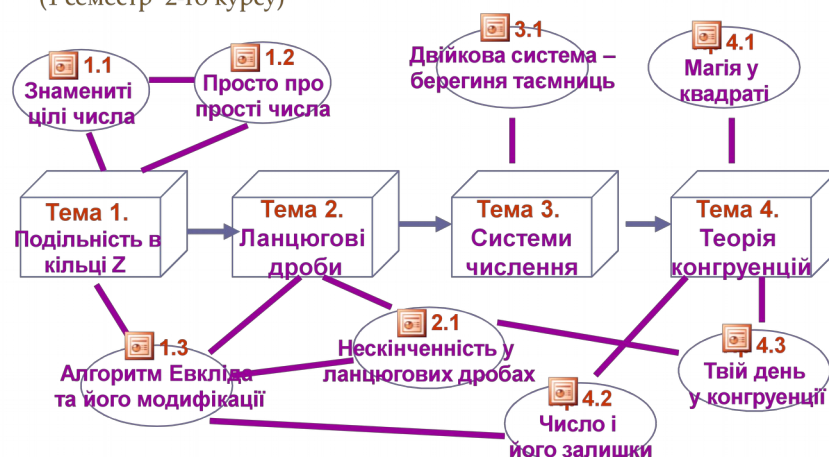 (1 семестр 2-го курсу)
1.1
Знамениті
цілі числа
1.2
Просто про
прості числа
3.1
Двійкова система –
берегиня таємниць
4.1
Магія у
квадраті
Тема 1.
Подільність в
кільці Z
Тема 2.
Ланцюгові
дроби
Тема 3.
Системи
числення
Тема 4.
Теорія
конгруенцій
1.3
Алгоритм Евкліда
та його модифікації
2.1
Нескінченність у
ланцюгових дробах
4.2
Число і
його залишки
4.3
Твій день
у конгруенції